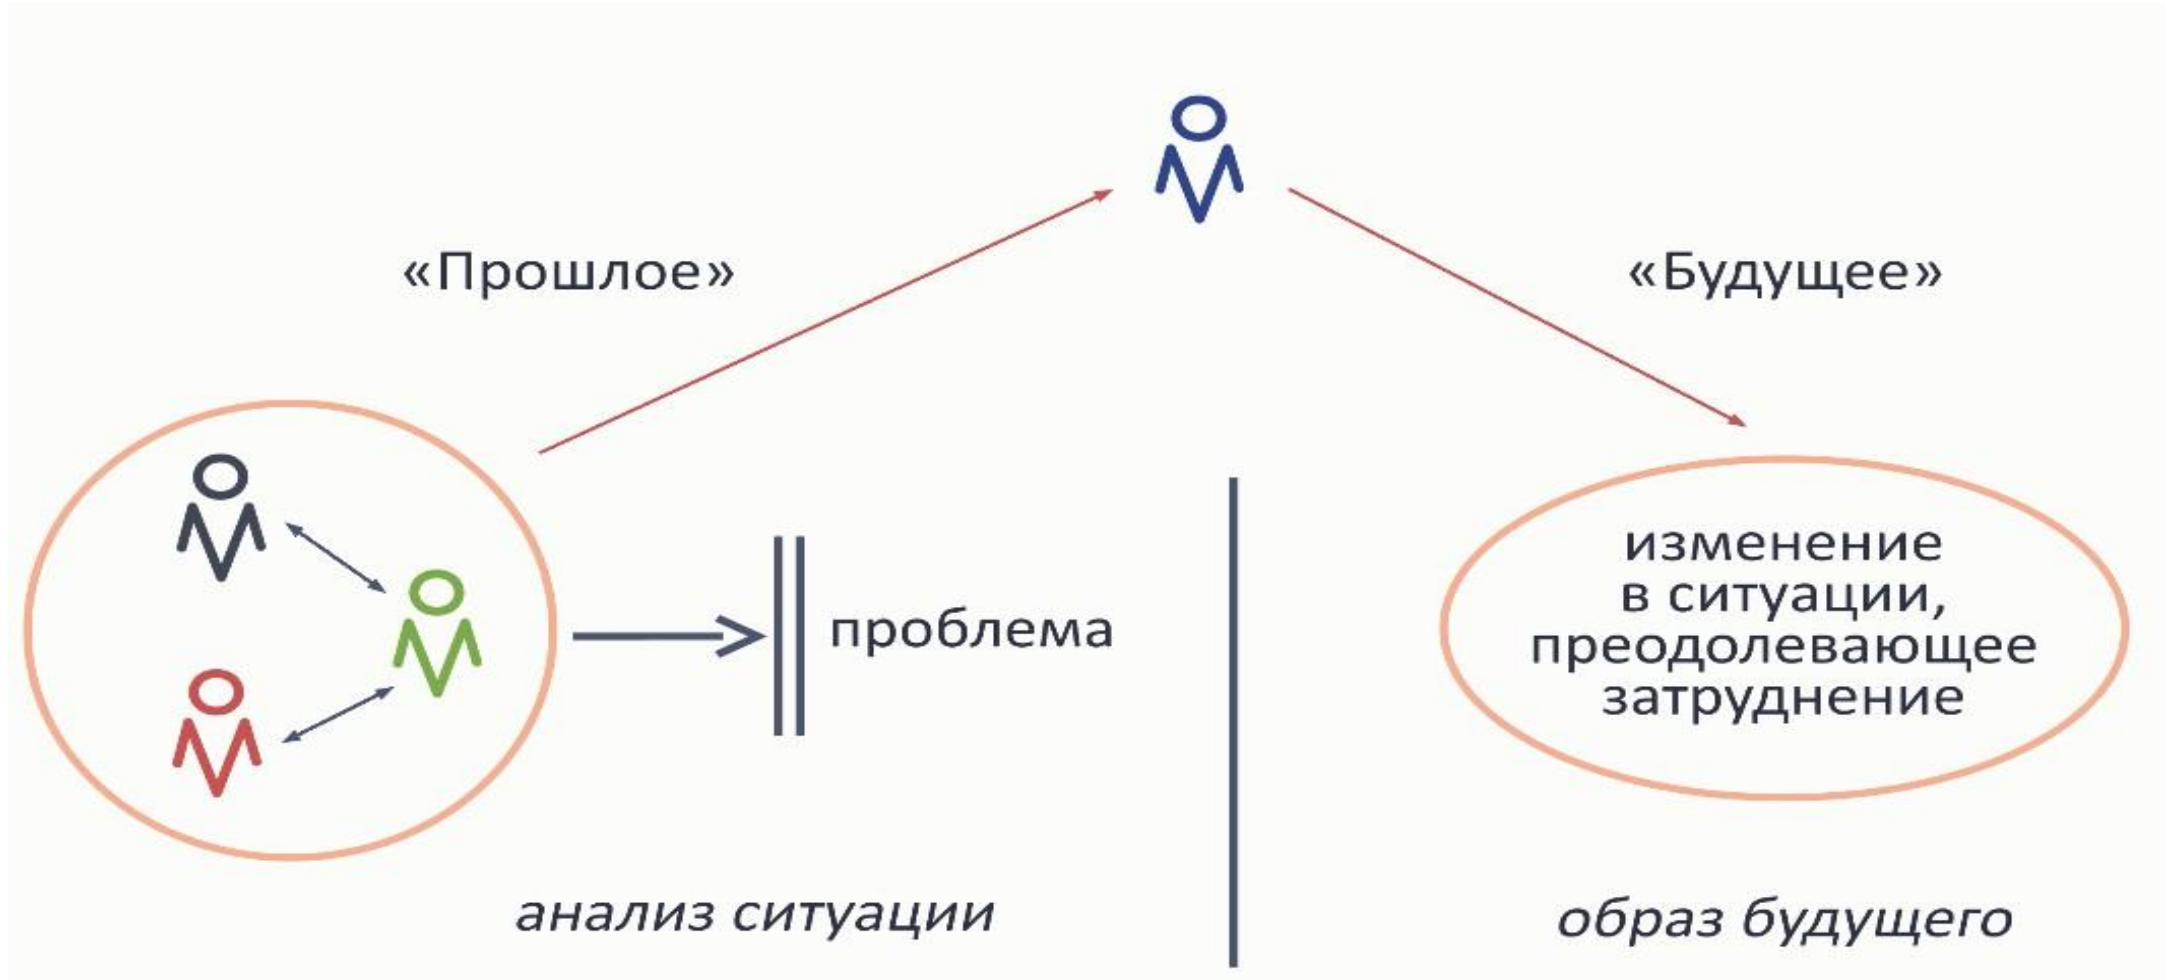 «Прошлое»
«Будущее»
проблема
изменение
в ситуации,
преодолевающее
затруднение
анализ ситуации
образ будущего